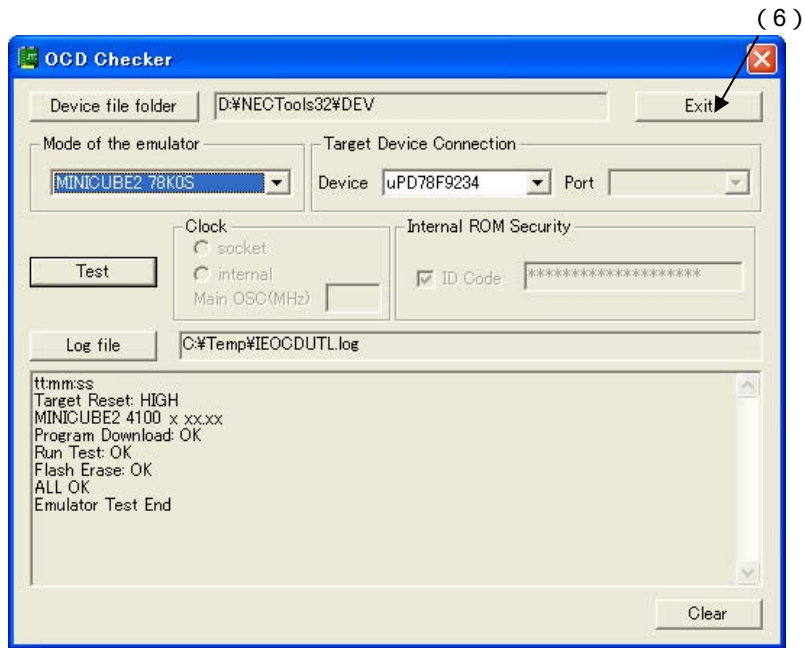 (6)
OCD Checker
Device file folder
D:¥NECTools32¥DEV
Exit
Mode of the emulator
MINICUBE2 78K0S
Target Device Connection
Device
uPD78F9234
Port
Test
Clock
socket
internal
Main OSC(MHz)
Internal ROM Security
ID Code
********************
Log file
C:¥Temp¥IEOCDUTL.log
tt:mm:ss
Target Reset: HIGH
MINICUBE2 4100 x xx.xx
Program Download: OK
Run Test: OK
Flash Erase: OK
ALL OK
Emulator Test End
Clear